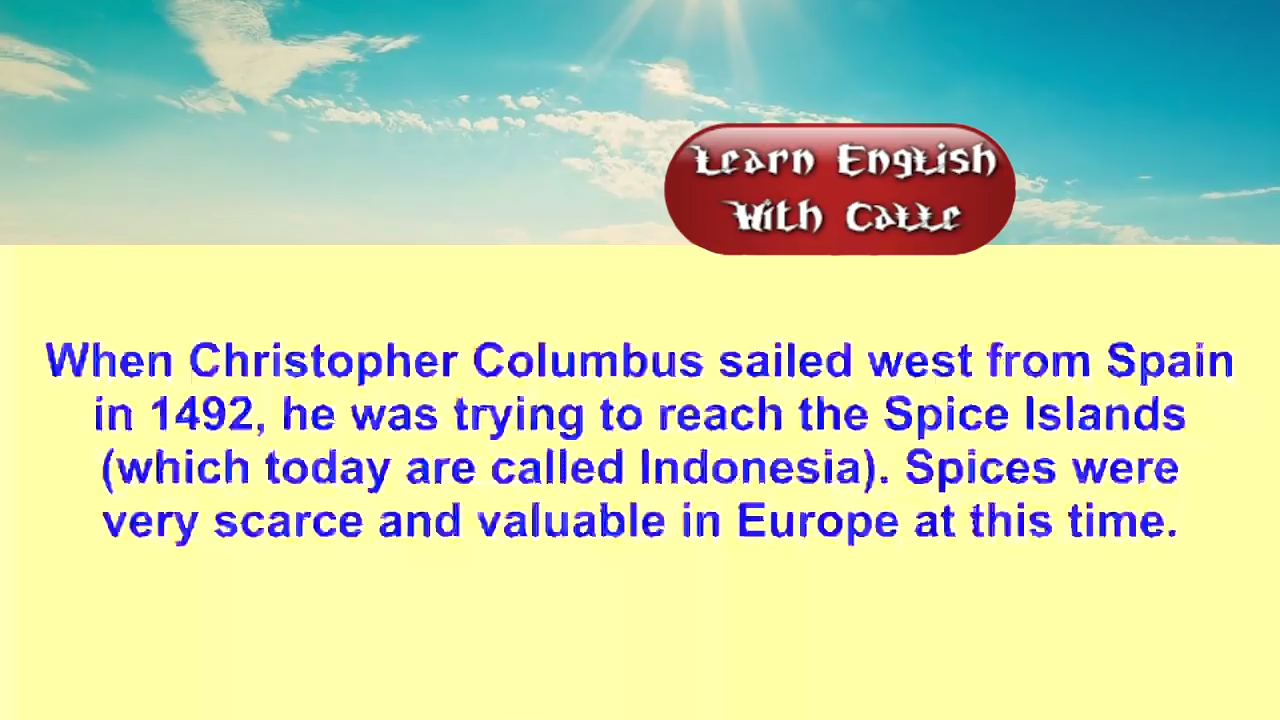 Learn English
With Calle
When Christopher Columbus sailed west from Spain
in 1492, he was trying to reach the Spice Islands
(which today are called Indonesia). Spices were
very scarce and valuable in Europe at this time.